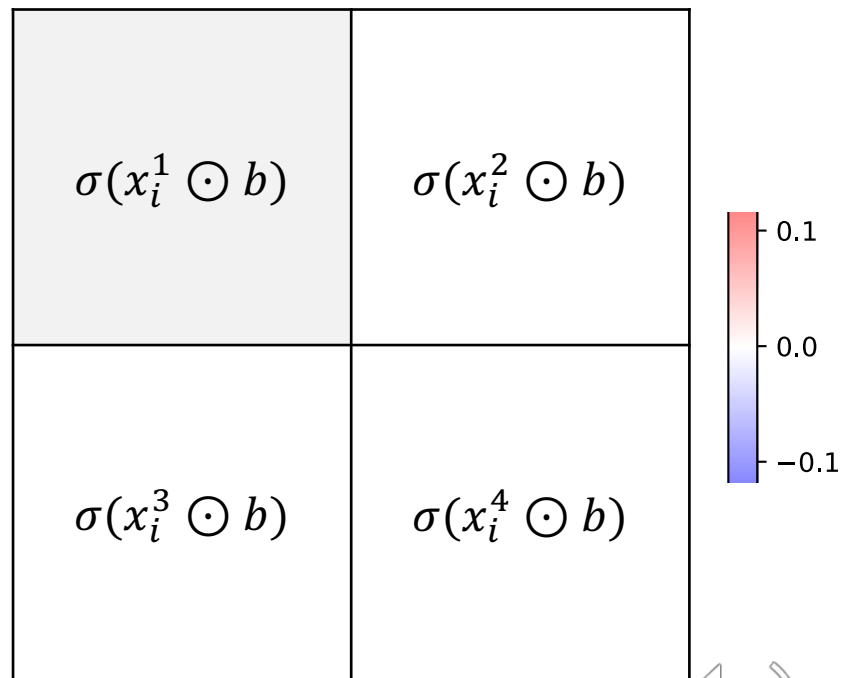 σ(x_i^1 ⊙ b) σ(x_i^2 ⊙ b)
0.1
0.0
−0.1
σ(x_i^3 ⊙ b) σ(x_i^4 ⊙ b)